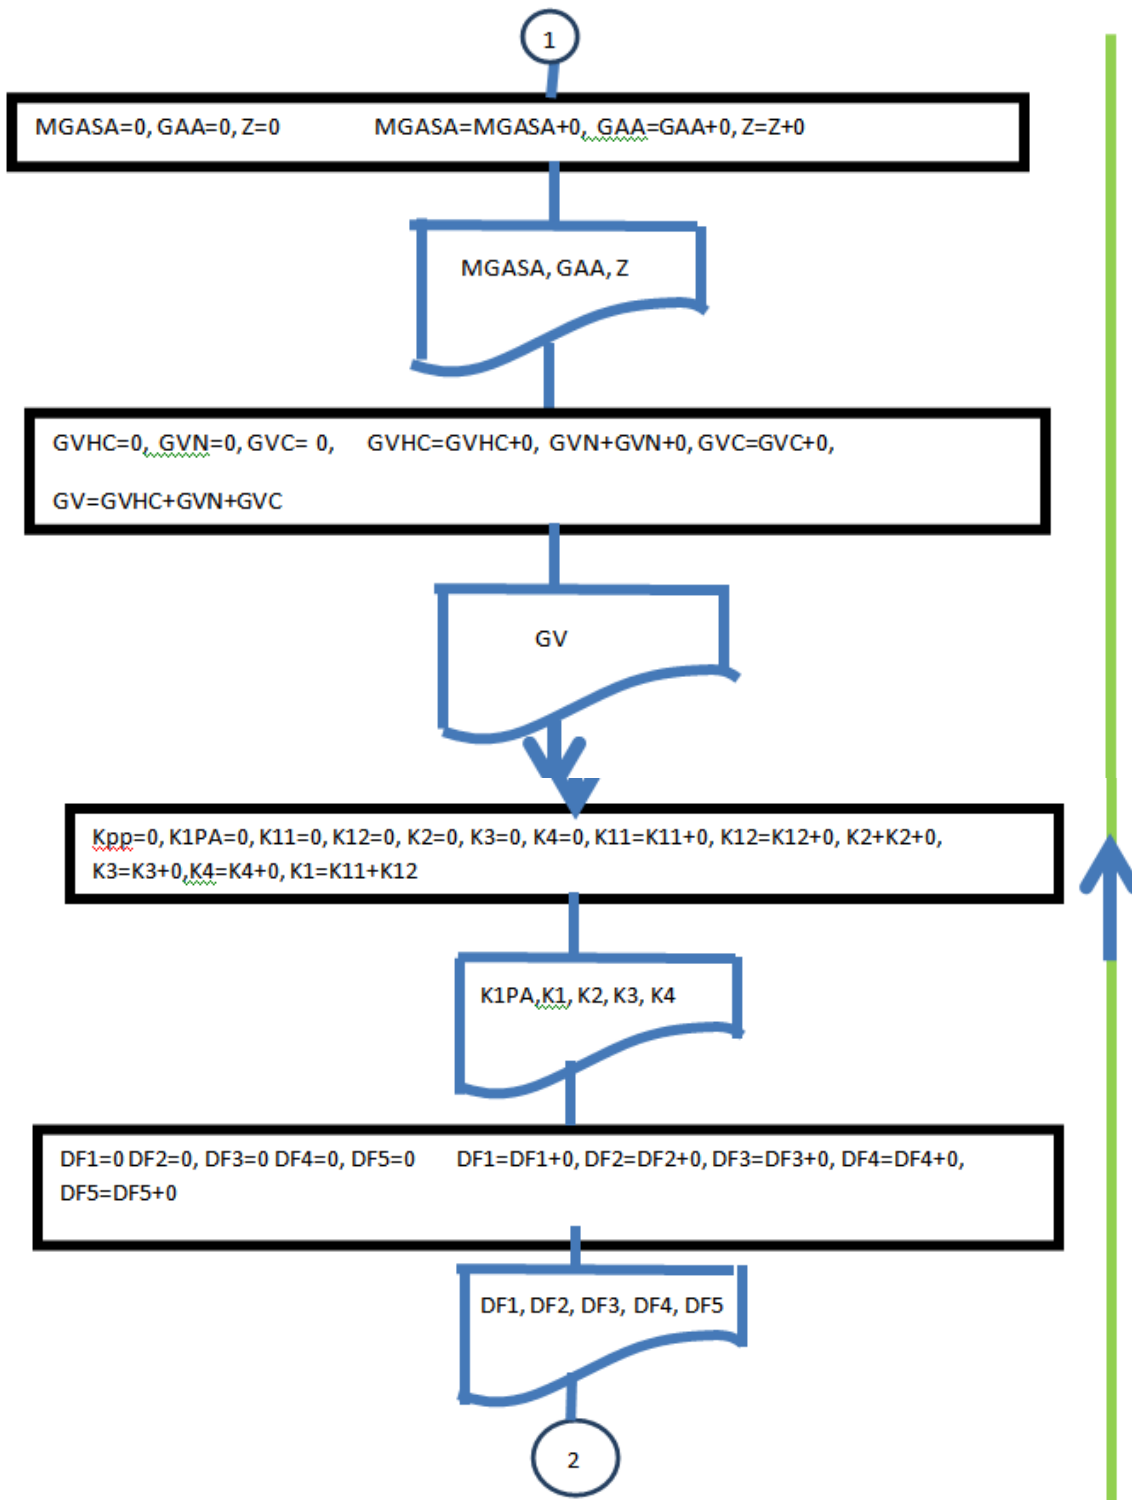 1
MGASA=0, GAA=0, Z=0 MGASA=MGASA+0, GAA=GAA+0, Z=Z+0
MGASA, GAA, Z
GVHC=0, GVN=0, GVC= 0, GVHC=GVHC+0, GVN+GVN+0, GVC=GVC+0,
GV=GVHC+GVN+GVC
GV
Kpp=0, K1PA=0, K11=0, K12=0, K2=0, K3=0, K4=0, K11=K11+0, K12=K12+0, K2+K2+0,
K3=K3+0,K4=K4+0, K1=K11+K12
K1PA,K1, K2, K3, K4
DF1=0 DF2=0, DF3=0 DF4=0, DF5=0 DF1=DF1+0, DF2=DF2+0, DF3=DF3+0, DF4=DF4+0,
DF5=DF5+0
DF1, DF2, DF3, DF4, DF5
2